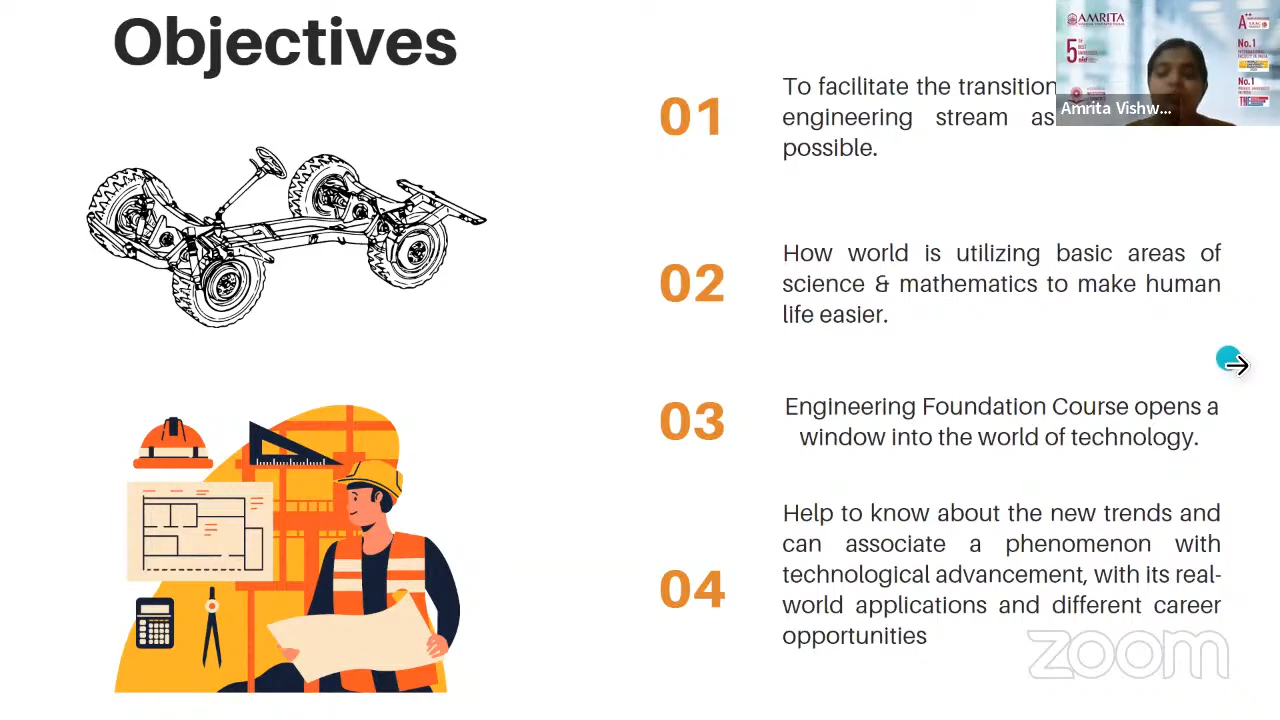 Objectives
01
To facilitate the transition
engineering stream as
possible.
02
How world is utilizing basic areas of
science & mathematics to make human
life easier.
03
Engineering Foundation Course opens a
window into the world of technology.
04
Help to know about the new trends and
can associate a phenomenon with
technological advancement, with its real-
world applications and different career
opportunities
AMRITA
5
A++
No.1
No.1
THE
Amrita Vishw...
zoom